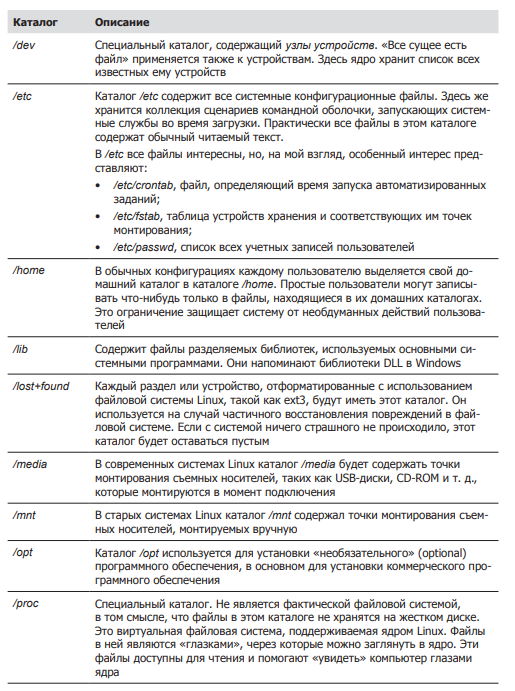 Каталог Описание
/dev Специальный каталог, содержащий узлы устройств. «Все сущее есть
файл» применяется также к устройствам. Здесь ядро хранит список всех
известных ему устройств
/etc Каталог /etc содержит все системные конфигурационные файлы. Здесь же
хранится коллекция сценариев командной оболочки, запускающих систем-
ные службы во время загрузки. Практически все файлы в этом каталоге
содержат обычный читаемый текст.
В /etc все файлы интересны, но, на мой взгляд, особенный интерес пред-
ставляют:
• /etc/crontab, файл, определяющий время запуска автоматизированных
заданий;
• /etc/fstab, таблица устройств хранения и соответствующих им точек
монтирования;
• /etc/passwd, список всех учетных записей пользователей
/home В обычных конфигурациях каждому пользователю выделяется свой до-
машний каталог в каталоге /home. Простые пользователи могут записы-
вать что-нибудь только в файлы, находящиеся в их домашних каталогах.
Это ограничение защищает систему от необдуманных действий пользова-
телей
/lib Содержит файлы разделяемых библиотек, используемых основными си-
стемными программами. Они напоминают библиотеки DLL в Windows
/lost+found Каждый раздел или устройство, отформатированные с использованием
файловой системы Linux, такой как ext3, будут иметь этот каталог. Он
используется на случай частичного восстановления повреждений в фай-
ловой системе. Если с системой ничего страшного не происходило, этот
каталог будет оставаться пустым
/media В современных системах Linux каталог /media будет содержать точки
монтирования съемных носителей, таких как USB-диски, CD-ROM и т. д.,
которые монтируются в момент подключения
/mnt В старых системах Linux каталог /mnt содержал точки монтирования съем-
ных носителей, монтируемых вручную
/opt Каталог /opt используется для установки «необязательного» (optional)
программного обеспечения, в основном для установки коммерческого про-
граммного обеспечения
/proc Специальный каталог. Не является фактической файловой системой,
в том смысле, что файлы в этом каталоге не хранятся на жестком диске.
Это виртуальная файловая система, поддерживаемая ядром Linux. Файлы
в ней являются «глазками», через которые можно заглянуть в ядро. Эти
файлы доступны для чтения и помогают «увидеть» компьютер глазами
ядра